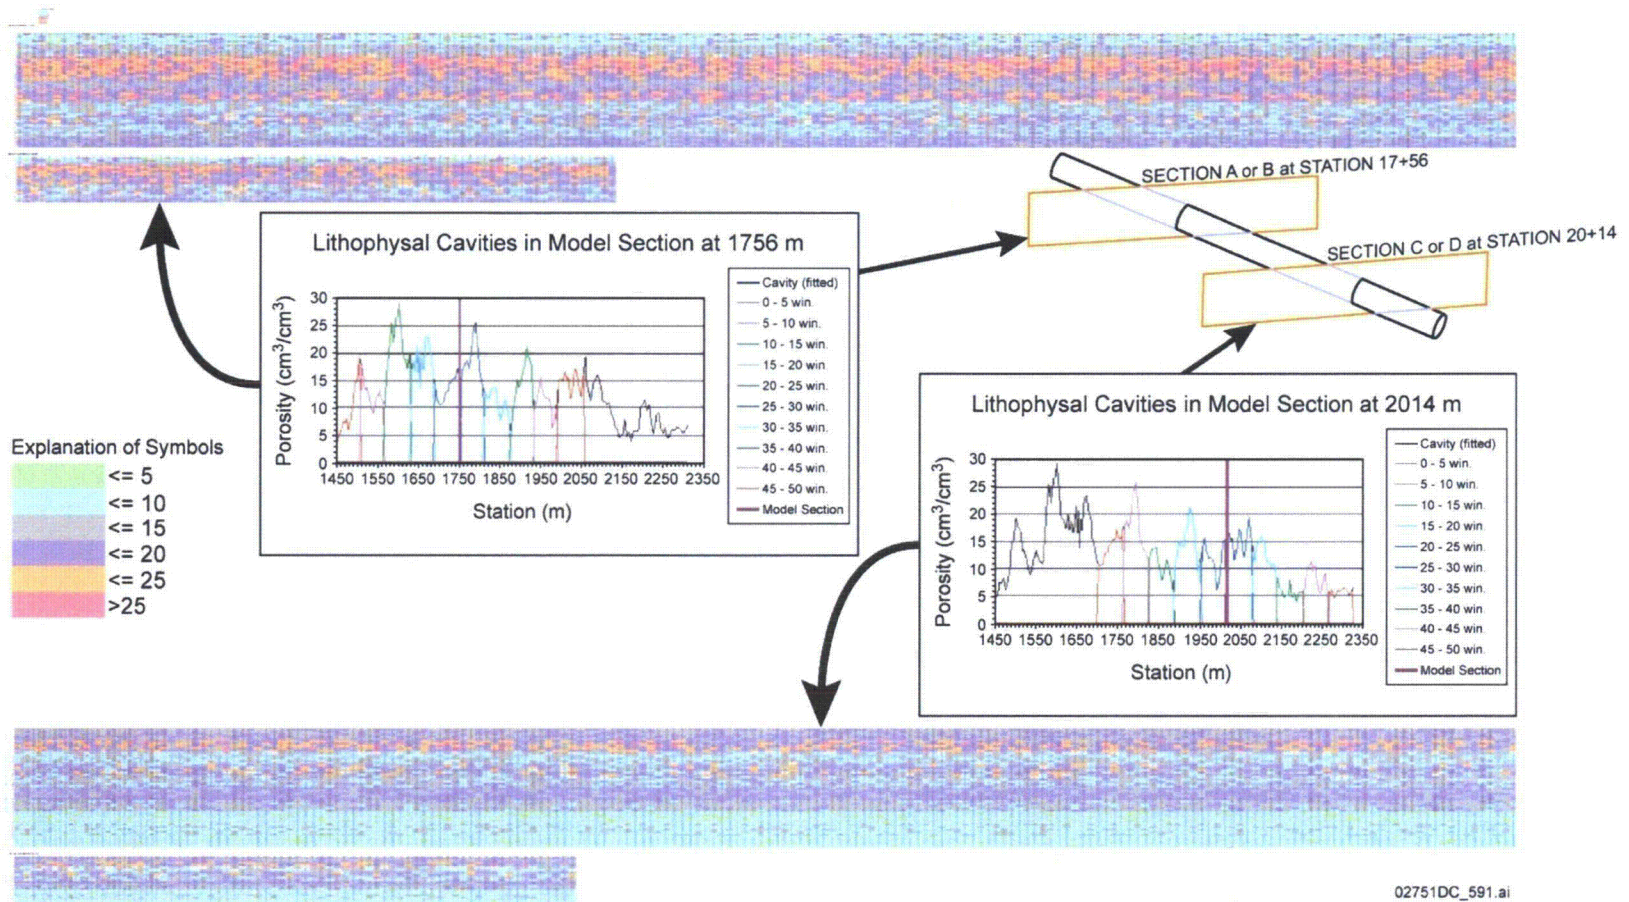 SECTION A or B at STATION 17+56
SECTION C or D at STATION 20+14
Lithophysal Cavities in Model Section at 1756 m
Porosity (cm³/cm³)
30
25
20
15
10
5
0
1450 1550 1650 1750 1850 1950 2050 2150 2250 2350
Station (m)
Cavity (fitted)
0 - 5 win.
5 - 10 win.
10 - 15 win.
15 - 20 win.
20 - 25 win.
25 - 30 win.
30 - 35 win.
35 - 40 win.
40 - 45 win.
45 - 50 win.
Model Section
Lithophysal Cavities in Model Section at 2014 m
Porosity (cm³/cm³)
30
25
20
15
10
5
0
1450 1550 1650 1750 1850 1950 2050 2150 2250 2350
Station (m)
Cavity (fitted)
0 - 5 win.
5 - 10 win.
10 - 15 win.
15 - 20 win.
20 - 25 win.
25 - 30 win.
30 - 35 win.
35 - 40 win.
40 - 45 win.
45 - 50 win.
Model Section
Explanation of Symbols
<= 5
<= 10
<= 15
<= 20
<= 25
>25
02751DC_591.ai